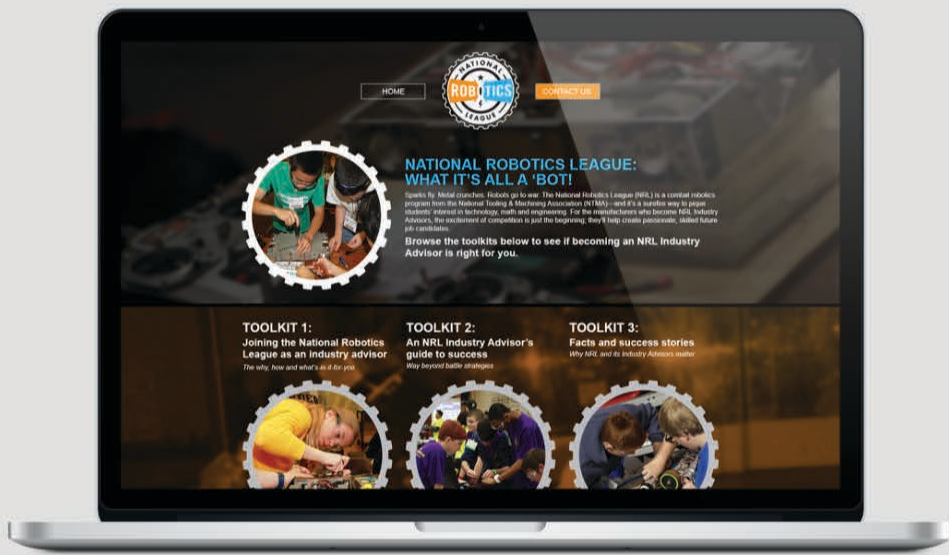 HOME
NATIONAL
ROBOTICS
LEAGUE
CONTACT US
NATIONAL ROBOTICS LEAGUE:
WHAT IT'S ALL A 'BOT!
Sparks fly. Metal crunches. Robots go to war. The National Robotics League (NRL) is a combat robotics
program from the National Tooling & Machining Association (NTMA)—and it's a surefire way to pique
students' interest in technology, math and engineering. For the manufacturers who become NRL Industry
Advisors, the excitement of competition is just the beginning; they'll help create passionate, skilled future
job candidates.
Browse the toolkits below to see if becoming an NRL Industry
Advisor is right for you.
TOOLKIT 1:
Joining the National Robotics
League as an industry advisor
The why, how and what's-in-it-for-you
TOOLKIT 2:
An NRL Industry Advisor's
guide to success
Way beyond battle strategies
TOOLKIT 3:
Facts and success stories
Why NRL and its Industry Advisors matter